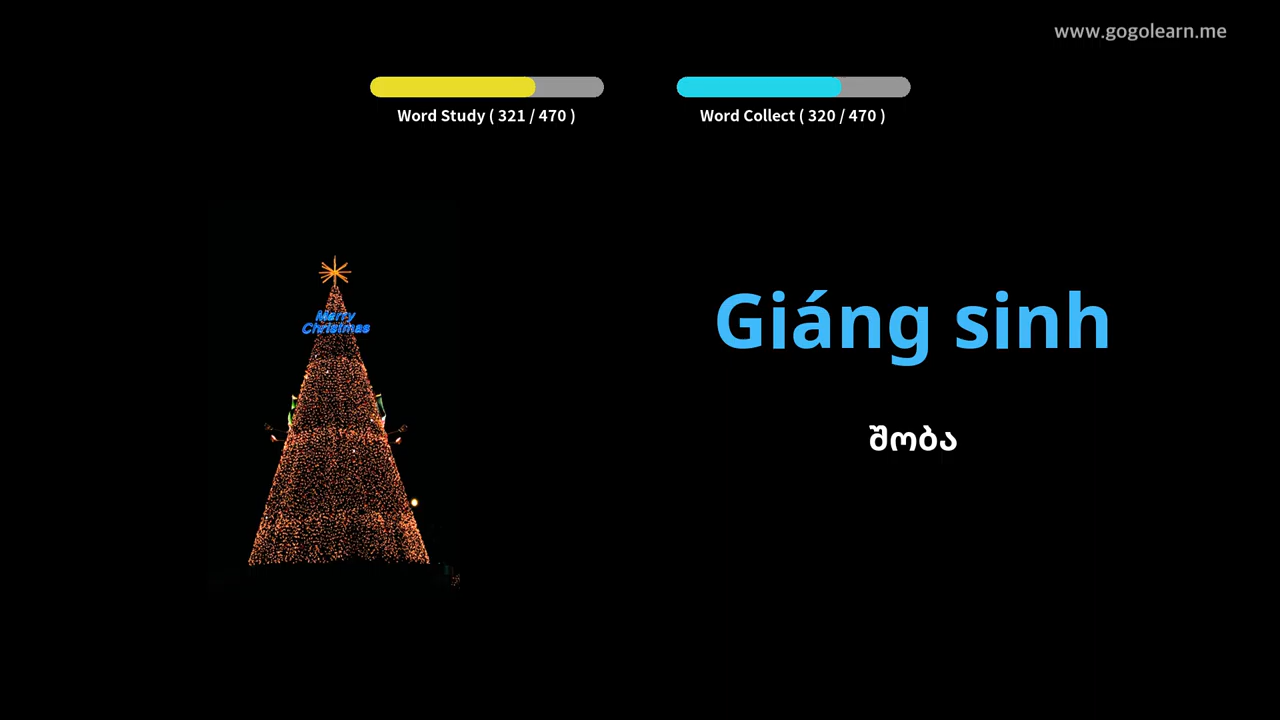 www.gogolearn.me
Word Study ( 321 / 470 )
Word Collect ( 320 / 470 )
Merry
Christmas
Giáng sinh
შობა